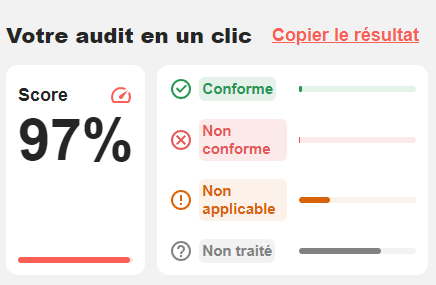 Votre audit en un clic
Copier le résultat
Score
97%
Conforme
Non
conforme
Non
applicable
Non traité